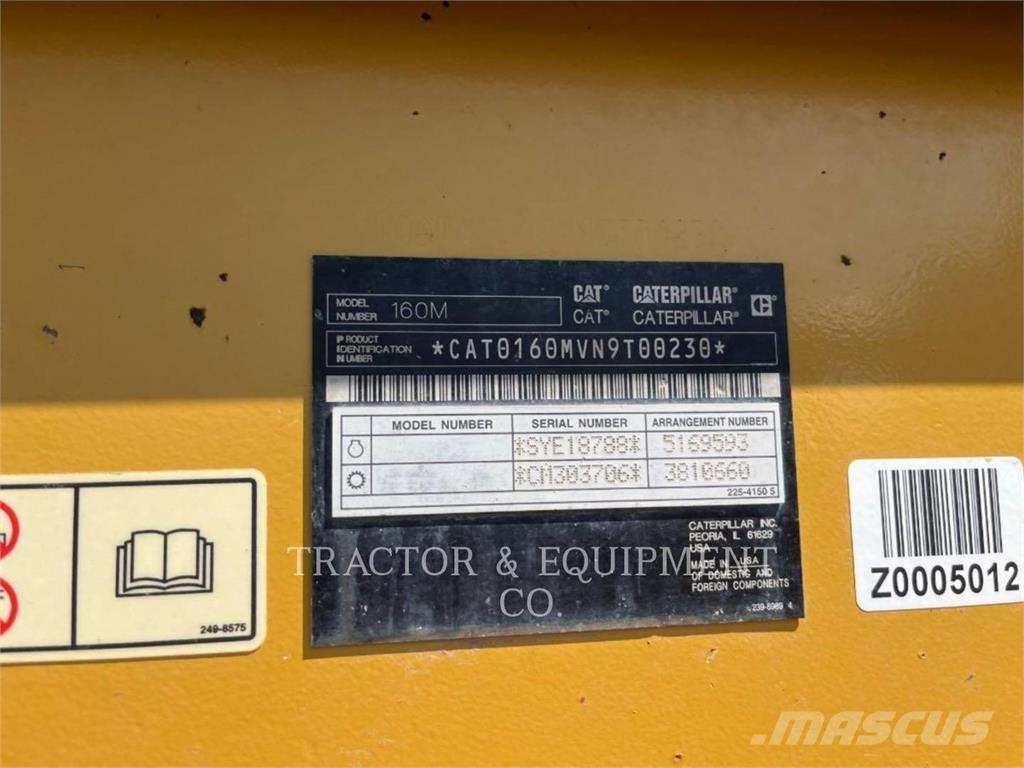 MODEL NUMBER 160M
CAT® CATERPILLAR®
CAT® CATERPILLAR®
PRODUCT IDENTIFICATION NUMBER *CAT0160MVN9T00230*
MODEL NUMBER SERIAL NUMBER ARRANGEMENT NUMBER
*SYE18788* 5169593
*CM303706* 3810660
225-4150 5
CATERPILLAR INC.
PEORIA, IL 61629
USA
MADE IN USA
OF DOMESTIC AND
FOREIGN COMPONENTS
239-8969 4
TRACTOR & EQUIPMENT
CO.
249-8575
Z0005012
MASCUS